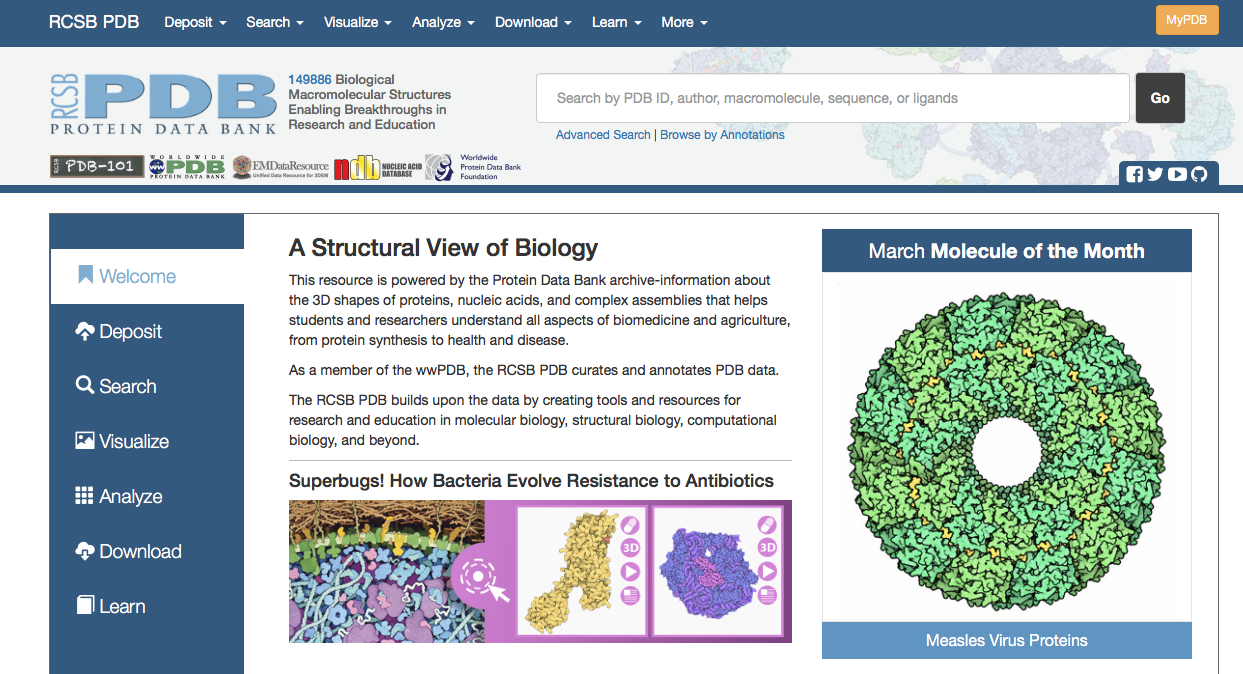 RCSB PDB Deposit Search Visualize Analyze Download Learn More MyPDB
RCSB PDB
PROTEIN DATA BANK
149886 Biological
Macromolecular Structures
Enabling Breakthroughs in
Research and Education
Search by PDB ID, author, macromolecule, sequence, or ligands
Go
Advanced Search | Browse by Annotations
PDB-101
WORLDWIDE
PDB
PROTEIN DATA BANK
EMDataResource
Unified Data Resource for 3DEM
ndb NUCLEIC ACID
DATABASE
Worldwide
Protein Data Bank
Foundation
Welcome
Deposit
Search
Visualize
Analyze
Download
Learn
A Structural View of Biology
This resource is powered by the Protein Data Bank archive-information about
the 3D shapes of proteins, nucleic acids, and complex assemblies that helps
students and researchers understand all aspects of biomedicine and agriculture,
from protein synthesis to health and disease.
As a member of the wwPDB, the RCSB PDB curates and annotates PDB data.
The RCSB PDB builds upon the data by creating tools and resources for
research and education in molecular biology, structural biology, computational
biology, and beyond.
Superbugs! How Bacteria Evolve Resistance to Antibiotics
3D
3D
March Molecule of the Month
Measles Virus Proteins